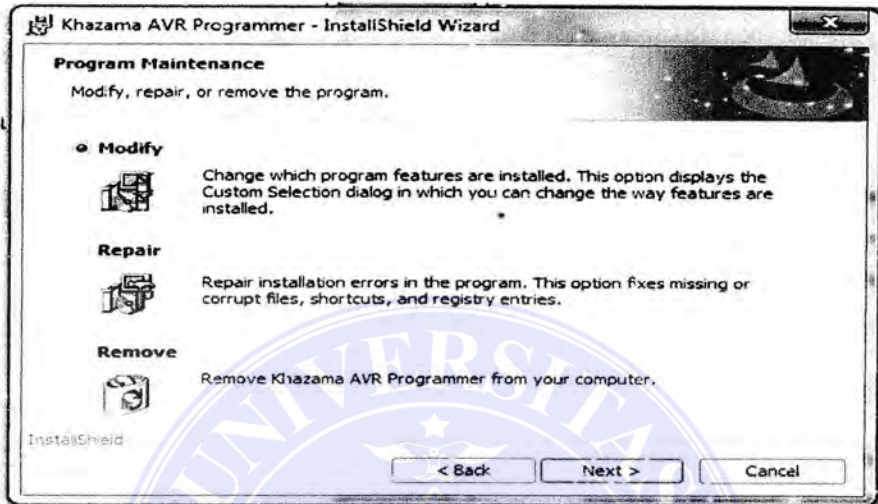 Khazama AVR Programmer - InstallShield Wizard
Program Maintenance
Modify, repair, or remove the program.
Modify
Change which program features are installed. This option displays the
Custom Selection dialog in which you can change the way features are
installed.
Repair
Repair installation errors in the program. This option fixes missing or
corrupt files, shortcuts, and registry entries.
Remove
Remove Khazama AVR Programmer from your computer.
InstallShield
< Back Next > Cancel
UNIVERSITAS